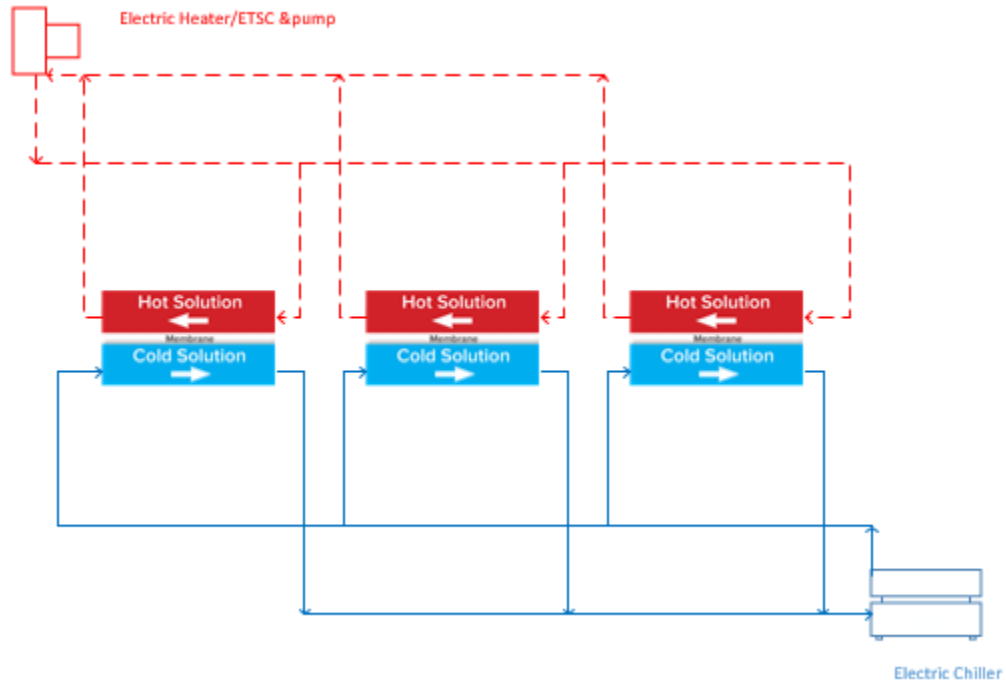 Electric Heater/ETSC &pump
Hot Solution
Hot Solution
Hot Solution
Membrane
Membrane
Membrane
Cold Solution
Cold Solution
Cold Solution
Electric Chiller